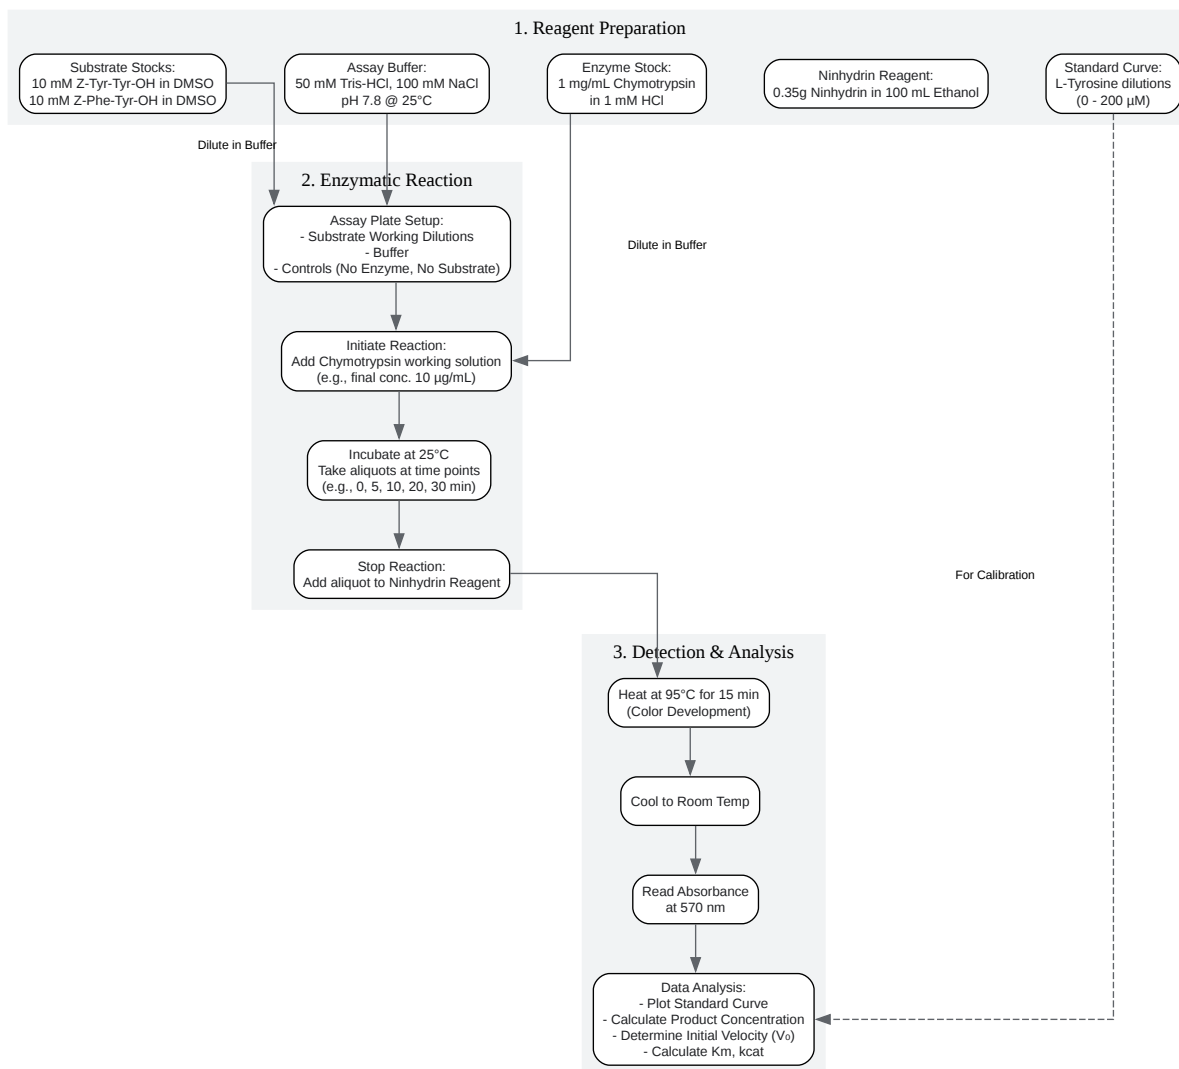 1. Reagent Preparation
Substrate Stocks:
10 mM Z-Tyr-Tyr-OH in DMSO
10 mM Z-Phe-Tyr-OH in DMSO
Assay Buffer:
50 mM Tris-HCl, 100 mM NaCl
pH 7.8 @ 25°C
Enzyme Stock:
1 mg/mL Chymotrypsin
in 1 mM HCl
Ninhydrin Reagent:
0.35g Ninhydrin in 100 mL Ethanol
Standard Curve:
L-Tyrosine dilutions
(0 - 200 µM)
Dilute in Buffer
2. Enzymatic Reaction
Assay Plate Setup:
- Substrate Working Dilutions
- Buffer
- Controls (No Enzyme, No Substrate)
Dilute in Buffer
Initiate Reaction:
Add Chymotrypsin working solution
(e.g., final conc. 10 µg/mL)
Incubate at 25°C
Take aliquots at time points
(e.g., 0, 5, 10, 20, 30 min)
Stop Reaction:
Add aliquot to Ninhydrin Reagent
For Calibration
3. Detection & Analysis
Heat at 95°C for 15 min
(Color Development)
Cool to Room Temp
Read Absorbance
at 570 nm
Data Analysis:
- Plot Standard Curve
- Calculate Product Concentration
- Determine Initial Velocity (V₀)
- Calculate Km, kcat